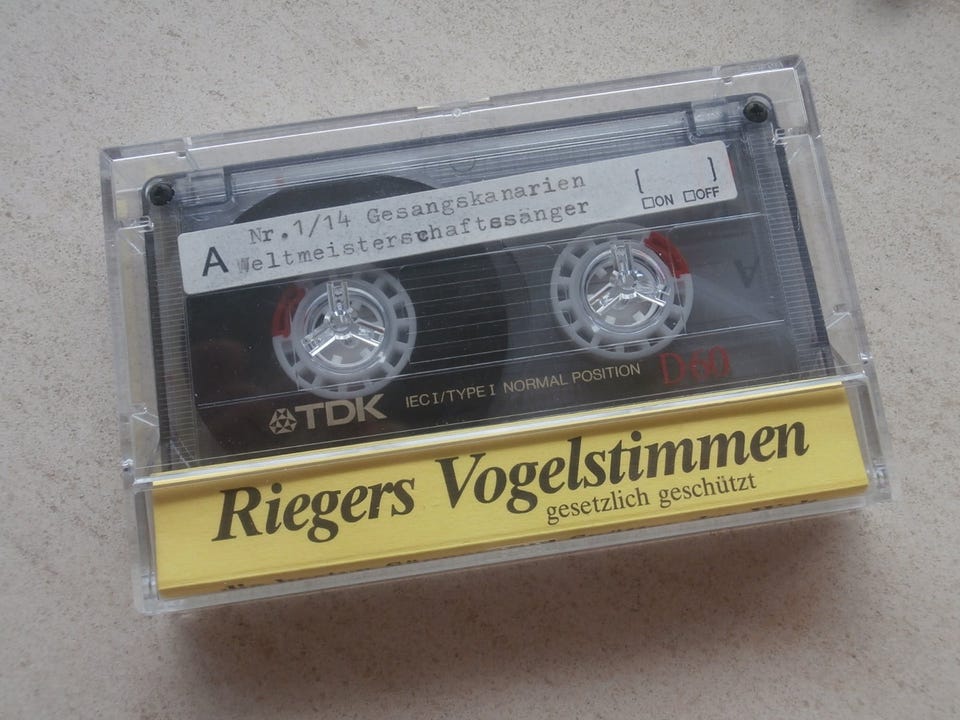 Nr.1/14 Gesangskanarien
A Weltmeisterschaftssänger
[ ]
□ON □OFF
TDK IEC I/TYPE I NORMAL POSITION D60
Riegers Vogelstimmen
gesetzlich geschützt